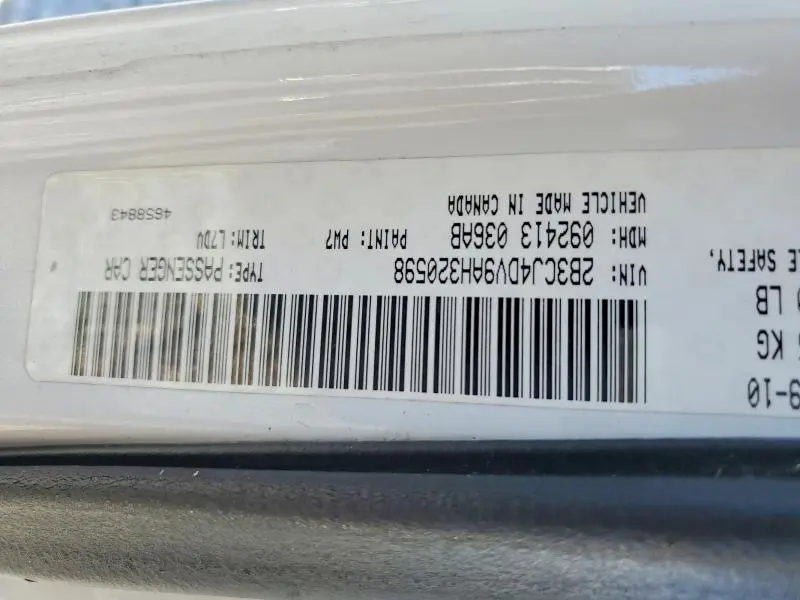 9-10
KG
LB
SAFETY,
VIN: 2B3CJ4DV9AH320598 TYPE: PASSENGER CAR
MDH: 092413 036AB PAINT: PW7 TRIM: L7DV
VEHICLE MADE IN CANADA 4658843